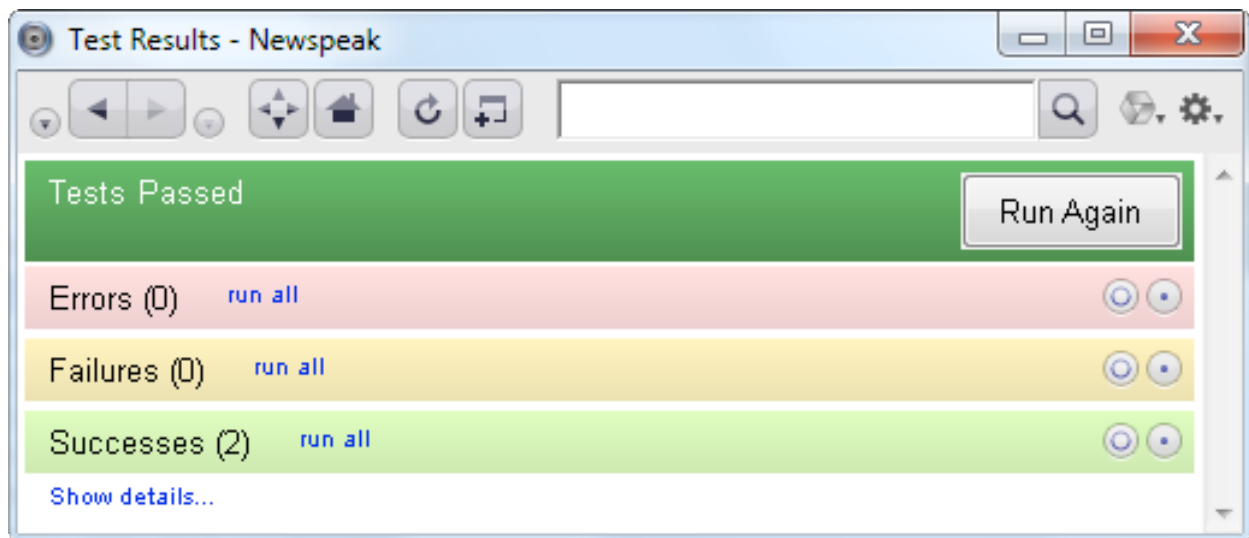 Test Results - Newspeak
Tests Passed
Run Again
Errors (0) run all
Failures (0) run all
Successes (2) run all
Show details...